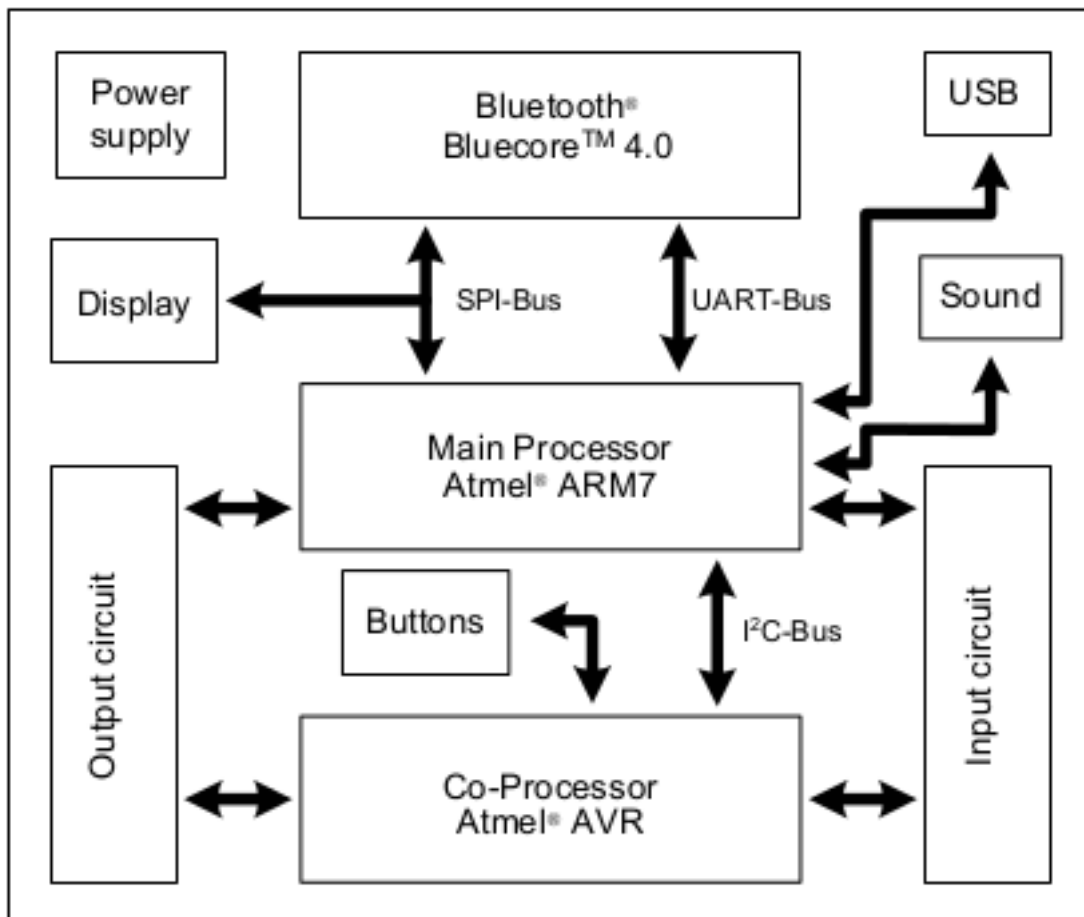 Power
supply
Bluetooth®
Bluecore™ 4.0
USB
Display
SPI-Bus
UART-Bus
Sound
Main Processor
Atmel® ARM7
Output circuit
Buttons
I²C-Bus
Input circuit
Co-Processor
Atmel® AVR